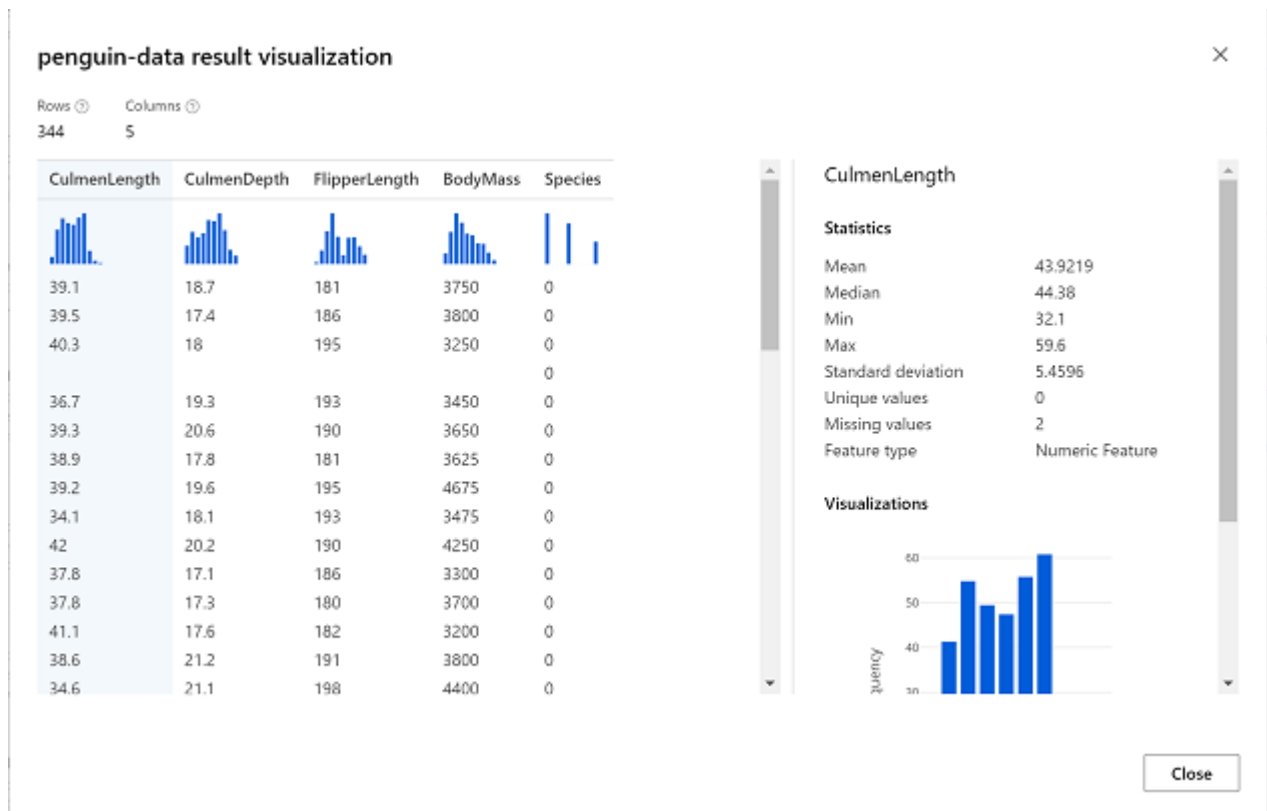 penguin-data result visualization
Rows Columns
344 5
CulmenLength CulmenDepth FlipperLength BodyMass Species
39.1 18.7 181 3750 0
39.5 17.4 186 3800 0
40.3 18 195 3250 0
0
36.7 19.3 193 3450 0
39.3 20.6 190 3650 0
38.9 17.8 181 3625 0
39.2 19.6 195 4675 0
34.1 18.1 193 3475 0
42 20.2 190 4250 0
37.8 17.1 186 3300 0
37.8 17.3 180 3700 0
41.1 17.6 182 3200 0
38.6 21.2 191 3800 0
34.6 21.1 198 4400 0
CulmenLength
Statistics
Mean 43.9219
Median 44.38
Min 32.1
Max 59.6
Standard deviation 5.4596
Unique values 0
Missing values 2
Feature type Numeric Feature
Visualizations
60
50
40
30
quency
Close